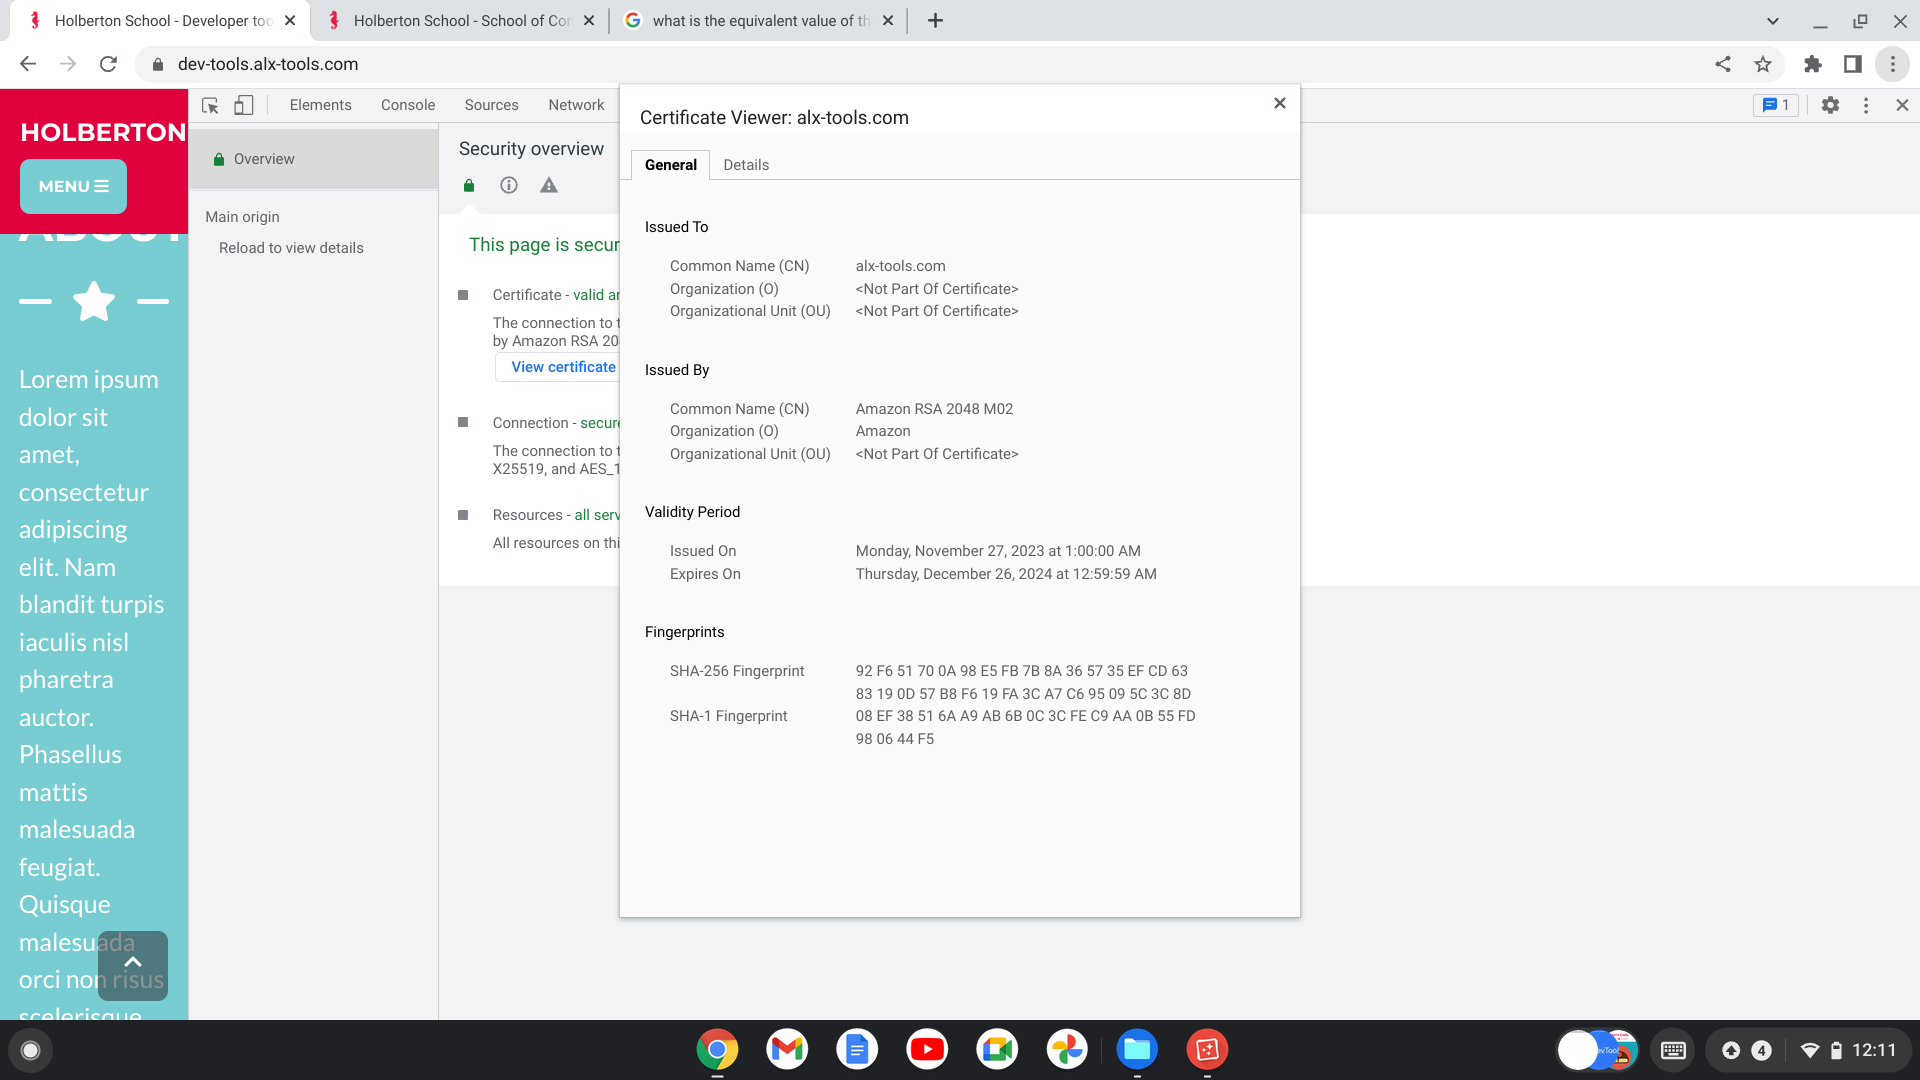 Holberton School - Developer too
Holberton School - School of Con
what is the equivalent value of th
dev-tools.alx-tools.com
Elements Console Sources Network
1
HOLBERTON
MENU
ABOUT
Lorem ipsum
dolor sit
amet,
consectetur
adipiscing
elit. Nam
blandit turpis
iaculis nisl
pharetra
auctor.
Phasellus
mattis
malesuada
feugiat.
Quisque
malesuada
orci non risus
scelerisque
Overview
Main origin
Reload to view details
Security overview
This page is secur
Certificate - valid an
The connection to t
by Amazon RSA 20
View certificate
Connection - secure
The connection to t
X25519, and AES_1
Resources - all serv
All resources on thi
Certificate Viewer: alx-tools.com
General Details
Issued To
Common Name (CN) alx-tools.com
Organization (O) <Not Part Of Certificate>
Organizational Unit (OU) <Not Part Of Certificate>
Issued By
Common Name (CN) Amazon RSA 2048 M02
Organization (O) Amazon
Organizational Unit (OU) <Not Part Of Certificate>
Validity Period
Issued On Monday, November 27, 2023 at 1:00:00 AM
Expires On Thursday, December 26, 2024 at 12:59:59 AM
Fingerprints
SHA-256 Fingerprint 92 F6 51 70 0A 98 E5 FB 7B 8A 36 57 35 EF CD 63
83 19 0D 57 B8 F6 19 FA 3C A7 C6 95 09 5C 3C 8D
SHA-1 Fingerprint 08 EF 38 51 6A A9 AB 6B 0C 3C FE C9 AA 0B 55 FD
98 06 44 F5
4 12:11